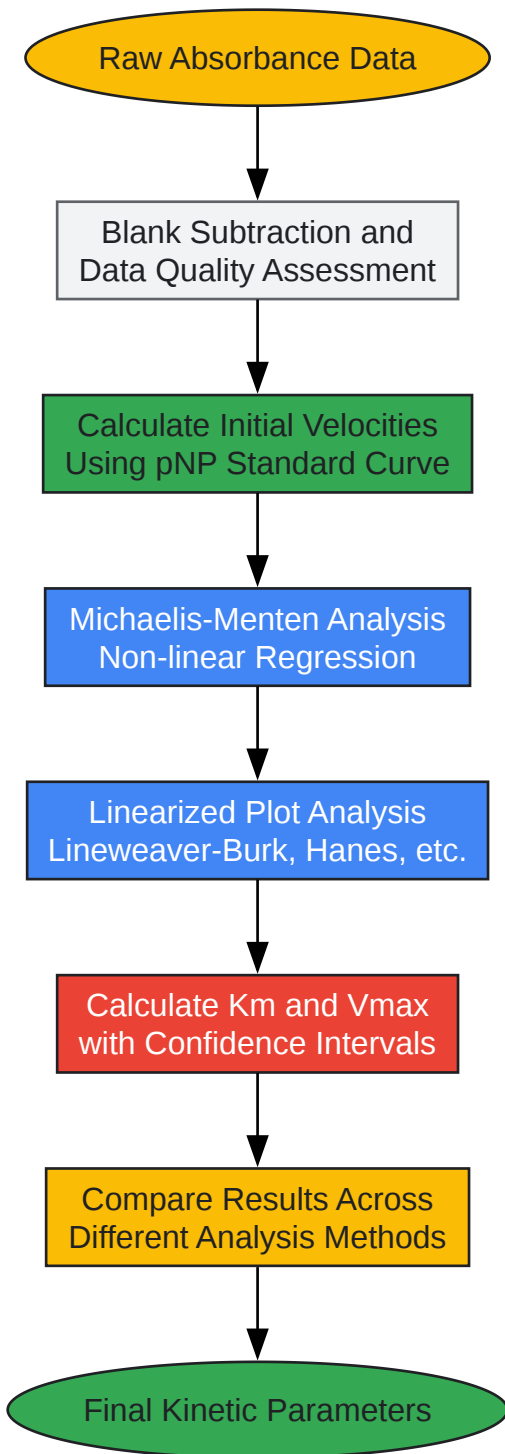 Raw Absorbance Data
Blank Subtraction and
Data Quality Assessment
Calculate Initial Velocities
Using pNP Standard Curve
Michaelis-Menten Analysis
Non-linear Regression
Linearized Plot Analysis
Lineweaver-Burk, Hanes, etc.
Calculate Km and Vmax
with Confidence Intervals
Compare Results Across
Different Analysis Methods
Final Kinetic Parameters